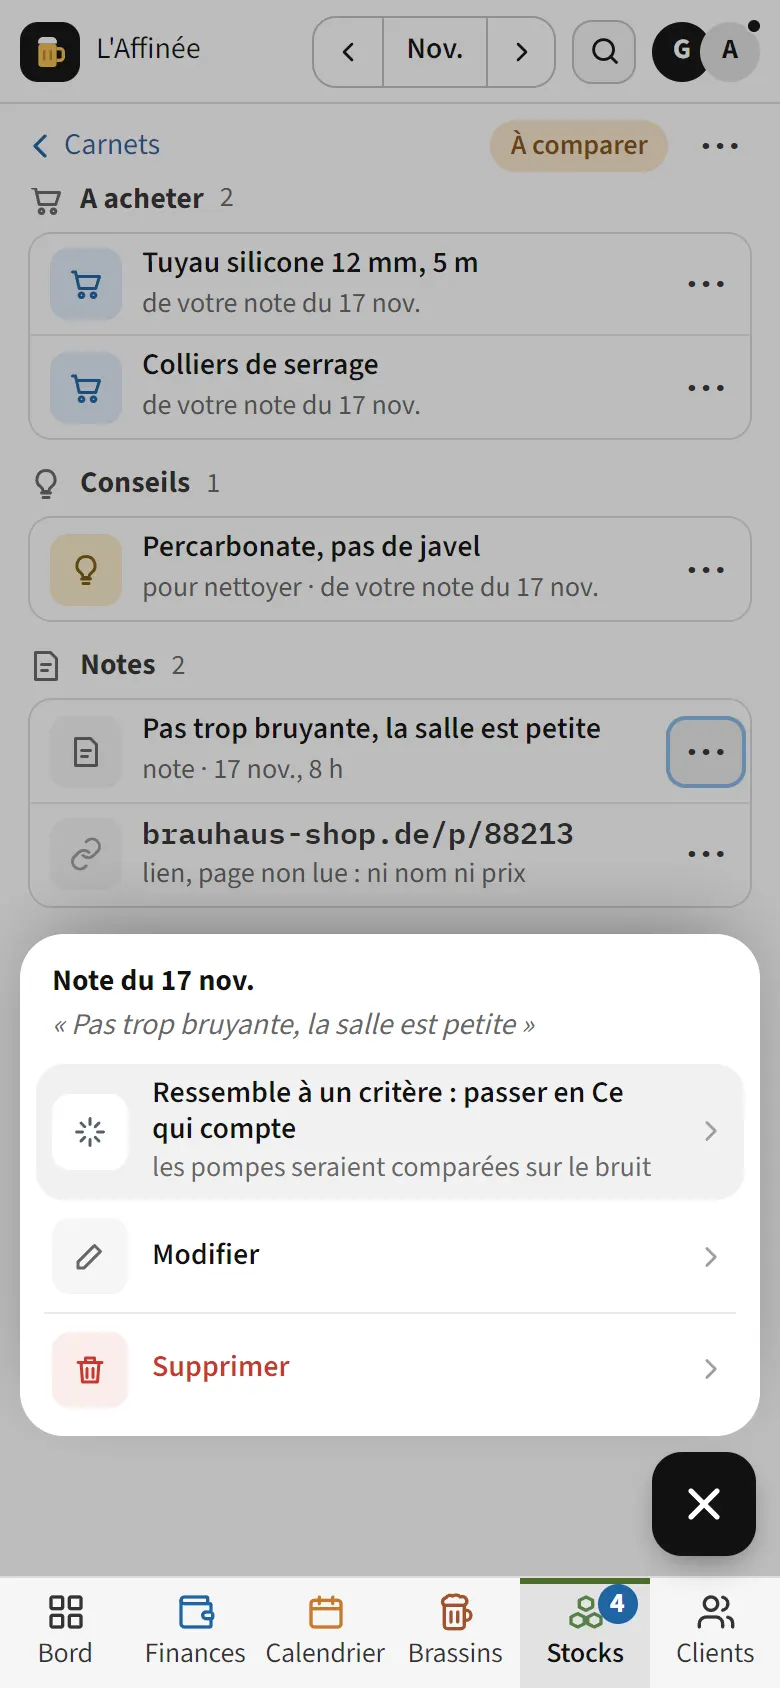 L'Affinée
Nov.
G
A
Carnets
À comparer
A acheter 2
Tuyau silicone 12 mm, 5 m
de votre note du 17 nov.
Colliers de serrage
de votre note du 17 nov.
Conseils 1
Percarbonate, pas de javel
pour nettoyer · de votre note du 17 nov.
Notes 2
Pas trop bruyante, la salle est petite
note · 17 nov., 8 h
brauhaus-shop.de/p/88213
lien, page non lue : ni nom ni prix
Note du 17 nov.
« Pas trop bruyante, la salle est petite »
Ressemble à un critère : passer en Ce
qui compte
les pompes seraient comparées sur le bruit
Modifier
Supprimer
4
Bord
Finances
Calendrier
Brassins
Stocks
Clients